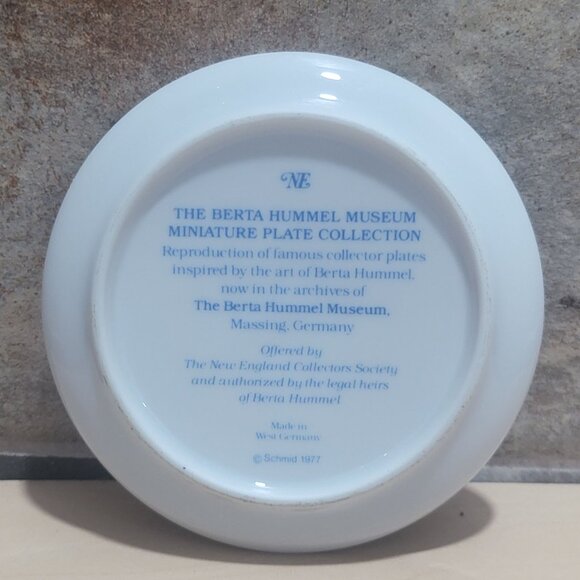 NE
THE BERTA HUMMEL MUSEUM
MINIATURE PLATE COLLECTION
Reproduction of famous collector plates
inspired by the art of Berta Hummel,
now in the archives of
The Berta Hummel Museum,
Massing, Germany
Offered by
The New England Collectors Society
and authorized by the legal heirs
of Berta Hummel
Made in
West Germany
© Schmid 1977